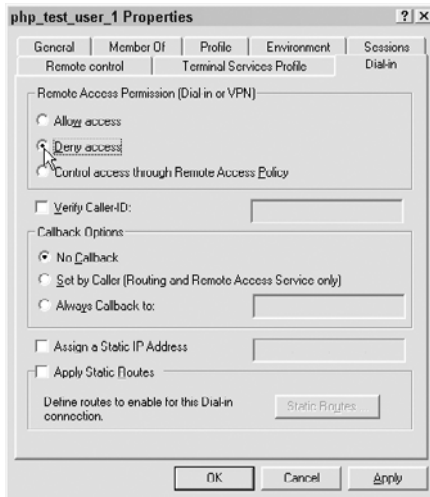 php_test_user_1 Properties
General Member Of Profile Environment Sessions
Remote control Terminal Services Profile Dial-in
Remote Access Permission (Dial in or VPN)
Allow access
Deny access
Control access through Remote Access Policy
Verify Caller-ID:
Callback Options
No Callback
Set by Caller (Routing and Remote Access Service only)
Always Callback to:
Assign a Static IP Address
Apply Static Routes
Define routes to enable for this Dial-in
connection.
Static Routes...
OK Cancel Apply